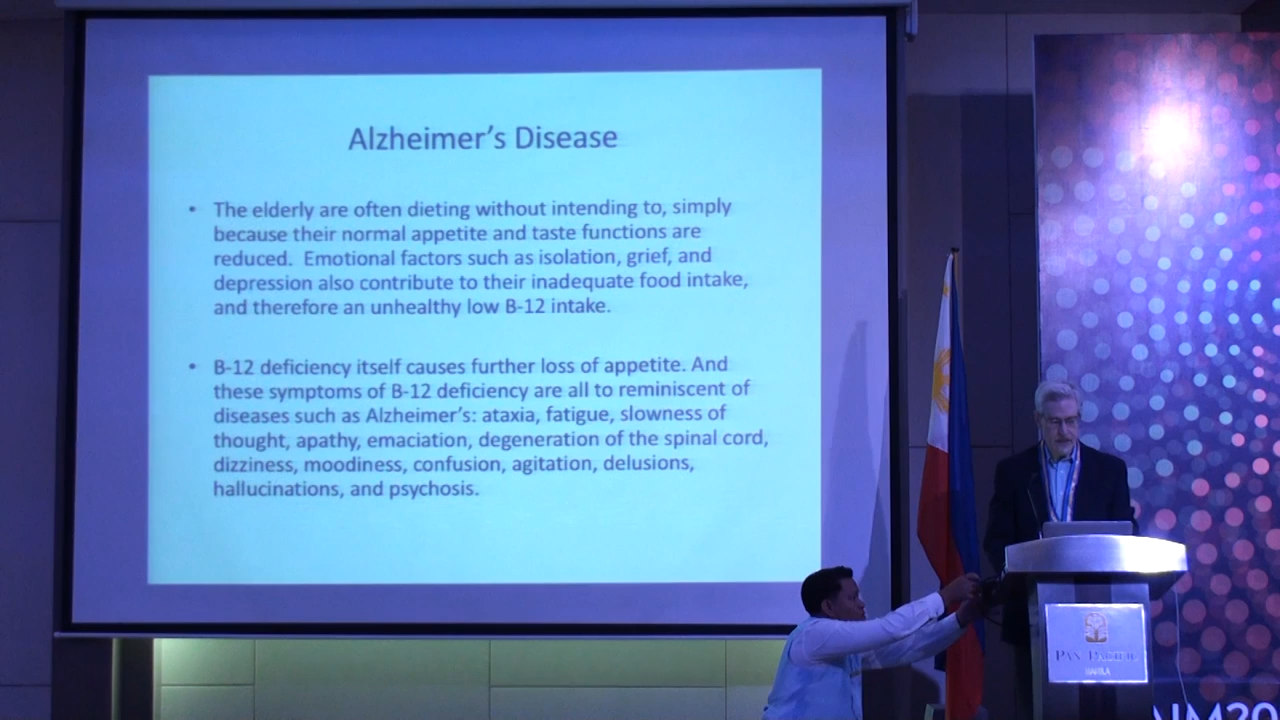 Alzheimer's Disease
• The elderly are often dieting without intending to, simply
because their normal appetite and taste functions are
reduced. Emotional factors such as isolation, grief, and
depression also contribute to their inadequate food intake,
and therefore an unhealthy low B-12 intake.
• B-12 deficiency itself causes further loss of appetite. And
these symptoms of B-12 deficiency are all to reminiscent of
diseases such as Alzheimer's: ataxia, fatigue, slowness of
thought, apathy, emaciation, degeneration of the spinal cord,
dizziness, moodiness, confusion, agitation, delusions,
hallucinations, and psychosis.
PAN PACIFIC
MANILA